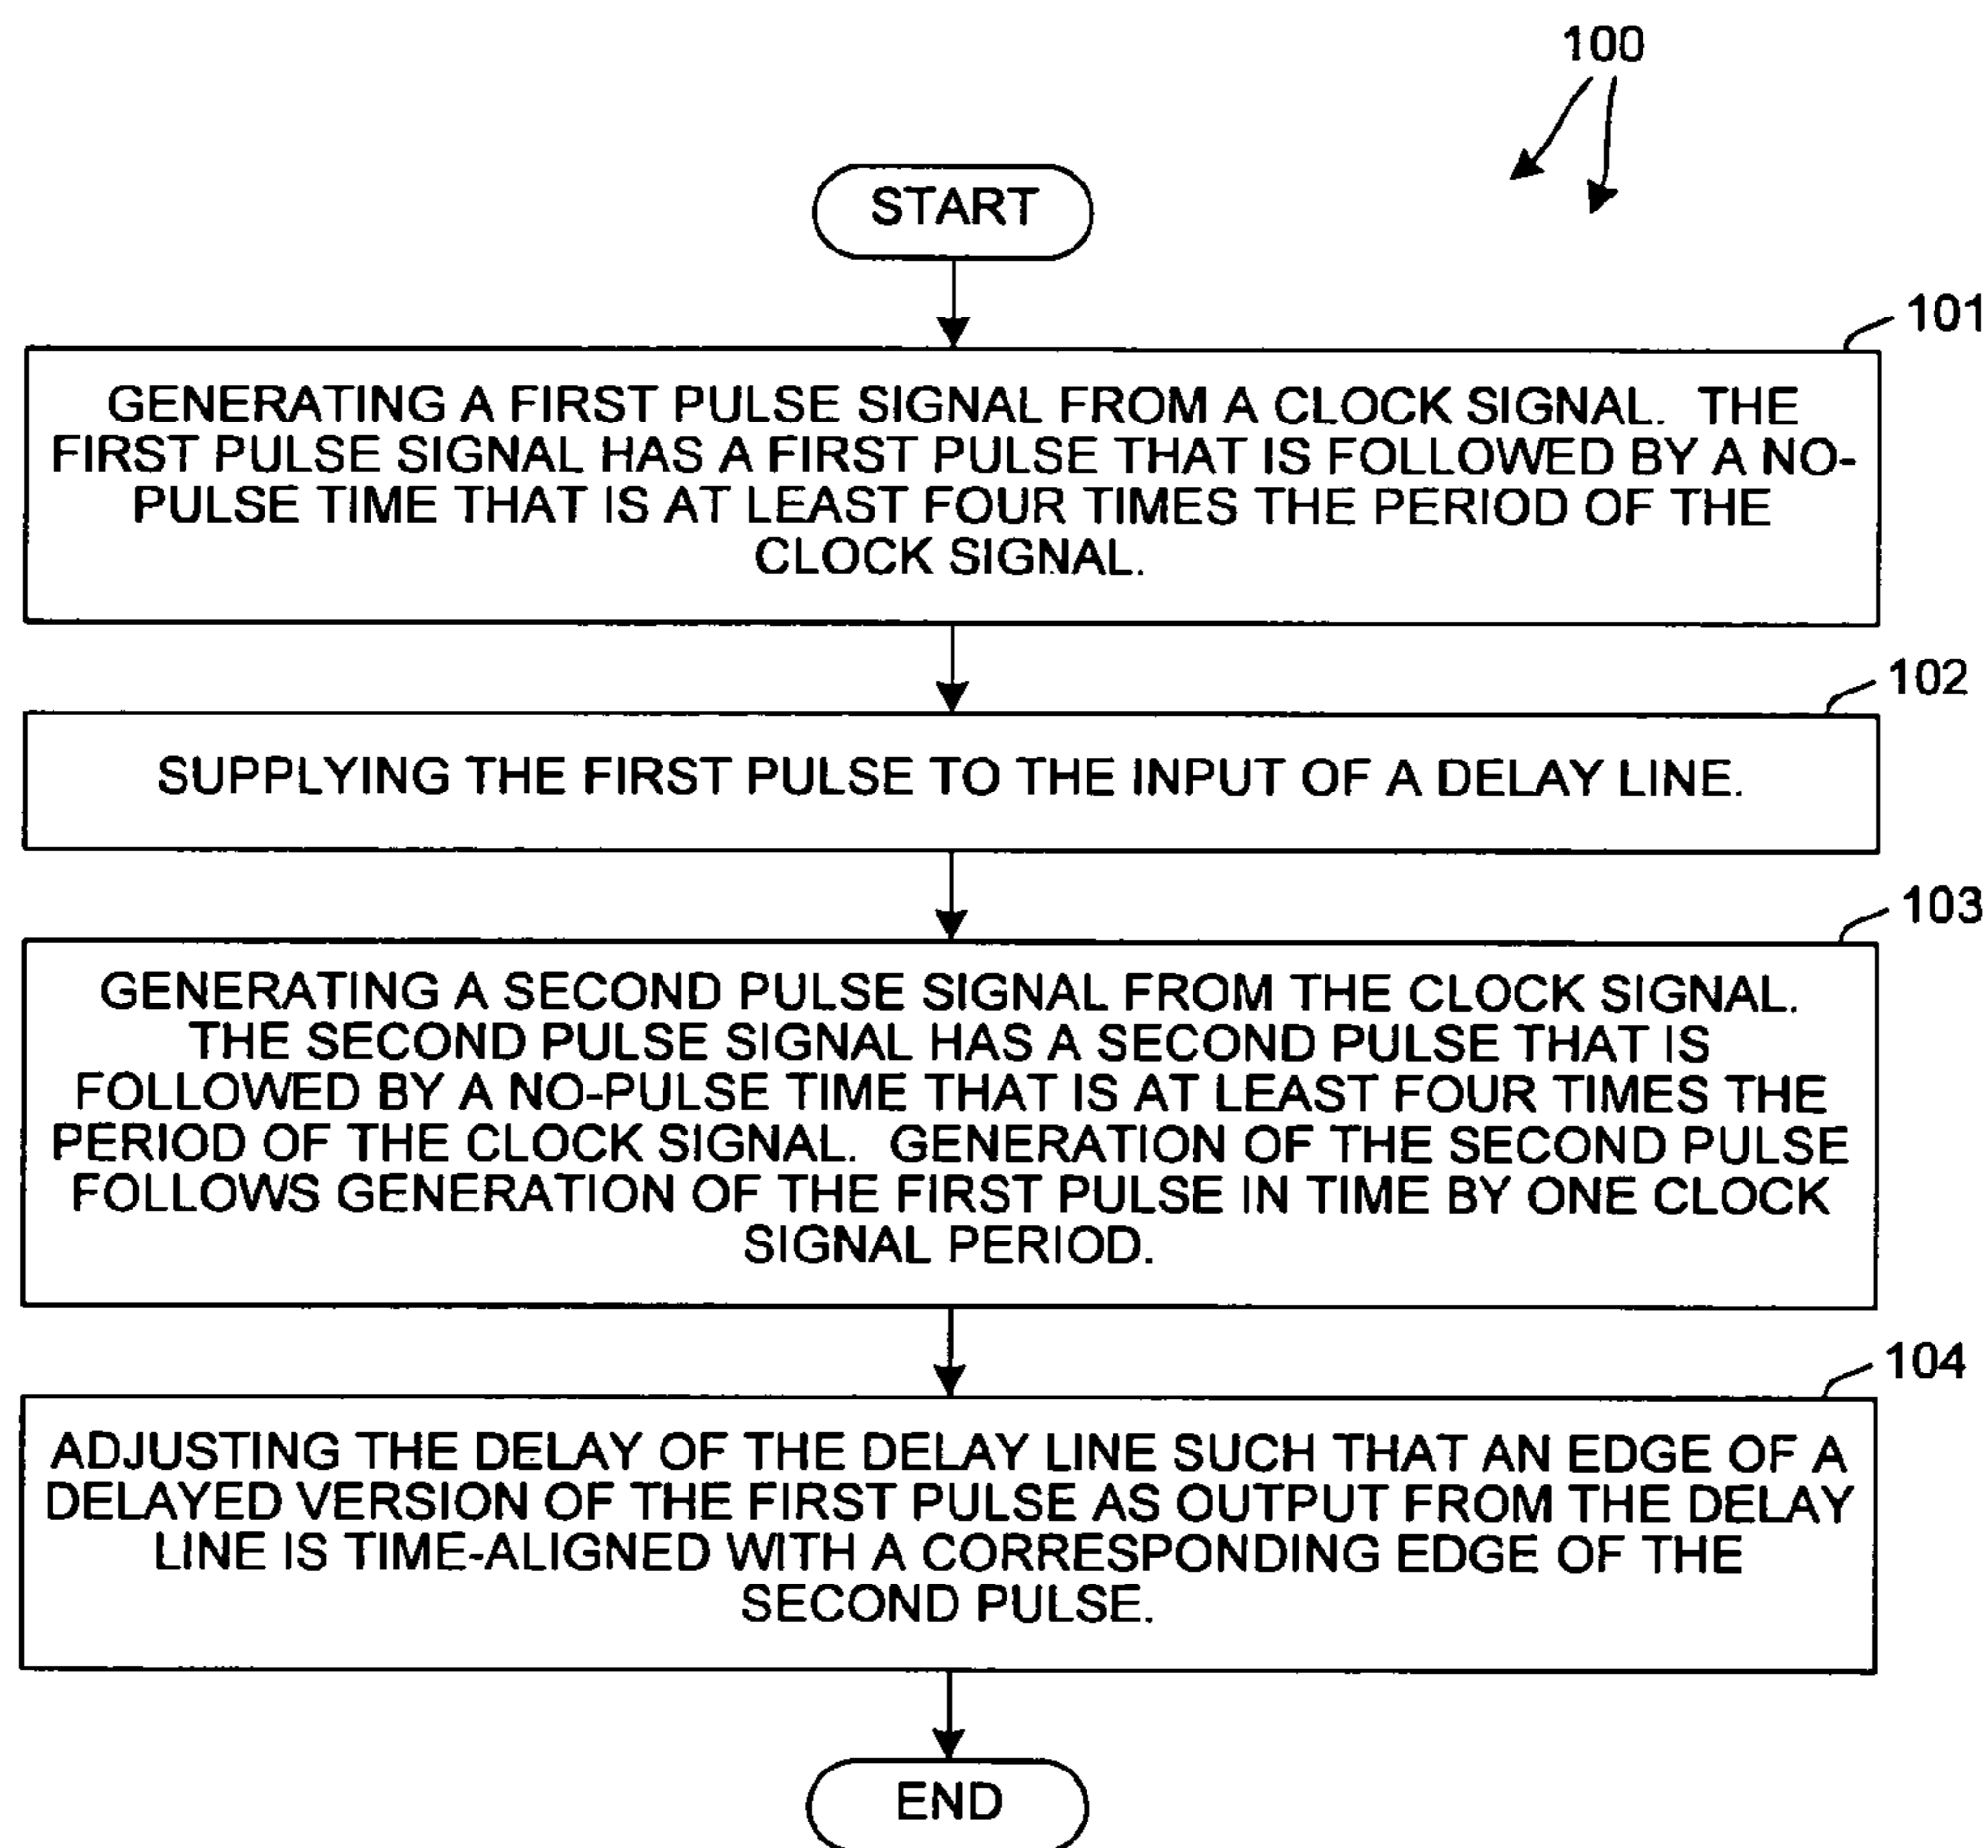 100
START
101
GENERATING A FIRST PULSE SIGNAL FROM A CLOCK SIGNAL. THE
FIRST PULSE SIGNAL HAS A FIRST PULSE THAT IS FOLLOWED BY A NO-
PULSE TIME THAT IS AT LEAST FOUR TIMES THE PERIOD OF THE
CLOCK SIGNAL.
102
SUPPLYING THE FIRST PULSE TO THE INPUT OF A DELAY LINE.
103
GENERATING A SECOND PULSE SIGNAL FROM THE CLOCK SIGNAL.
THE SECOND PULSE SIGNAL HAS A SECOND PULSE THAT IS
FOLLOWED BY A NO-PULSE TIME THAT IS AT LEAST FOUR TIMES THE
PERIOD OF THE CLOCK SIGNAL. GENERATION OF THE SECOND PULSE
FOLLOWS GENERATION OF THE FIRST PULSE IN TIME BY ONE CLOCK
SIGNAL PERIOD.
104
ADJUSTING THE DELAY OF THE DELAY LINE SUCH THAT AN EDGE OF A
DELAYED VERSION OF THE FIRST PULSE AS OUTPUT FROM THE DELAY
LINE IS TIME-ALIGNED WITH A CORRESPONDING EDGE OF THE
SECOND PULSE.
END